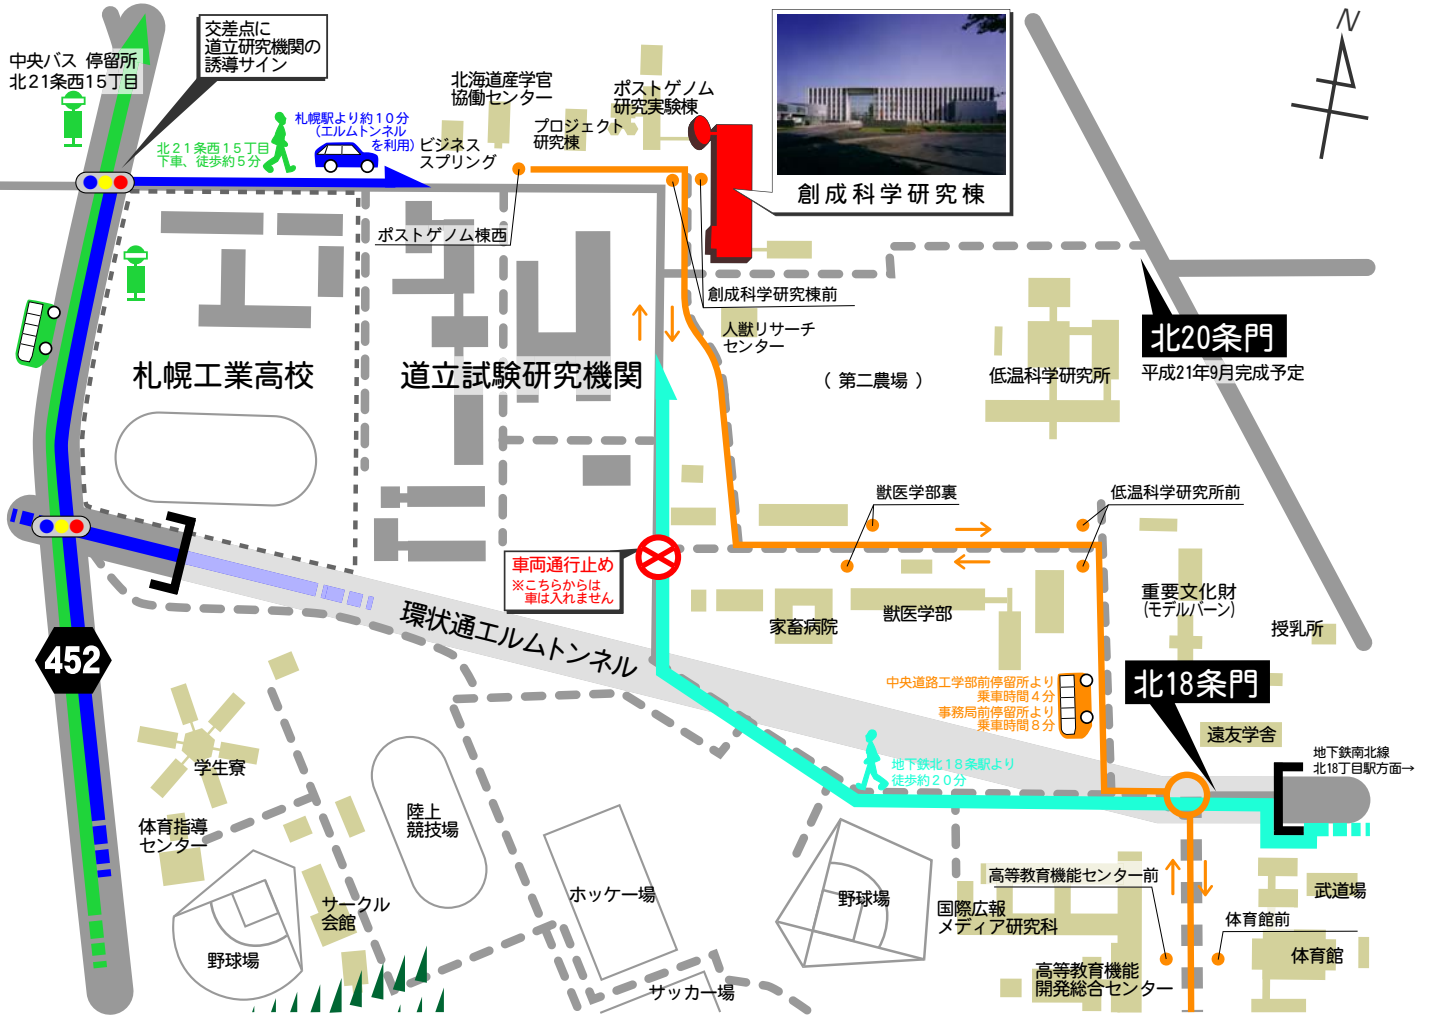 交差点に
道立研究機関の
誘導サイン
中央バス 停留所
北21条西15丁目
北21条西15丁目
下車、徒歩約5分
札幌駅より約10分
(エルムトンネル
を利用)
北海道産学官
協働センター
ビジネス
スプリング
プロジェクト
研究棟
ポストゲノム
研究実験棟
創成科学研究棟
N
ポストゲノム棟西
創成科学研究棟前
人獣リサーチ
センター
(第二農場)
低温科学研究所
北20条門
平成21年9月完成予定
札幌工業高校
道立試験研究機関
獣医学部裏
低温科学研究所前
車両通行止め
※こちらからは
車は入れません
環状通エルムトンネル
家畜病院
獣医学部
重要文化財
(モデルバーン)
授乳所
452
中央道路工学部前停留所より
乗車時間4分
事務局前停留所より
乗車時間8分
北18条門
遠友学舎
地下鉄南北線
北18丁目駅方面→
地下鉄北18条駅より
徒歩約20分
学生寮
体育指導
センター
陸上
競技場
サークル
会館
野球場
ホッケー場
サッカー場
野球場
国際広報
メディア研究科
高等教育機能センター前
高等教育機能
開発総合センター
体育館前
武道場
体育館